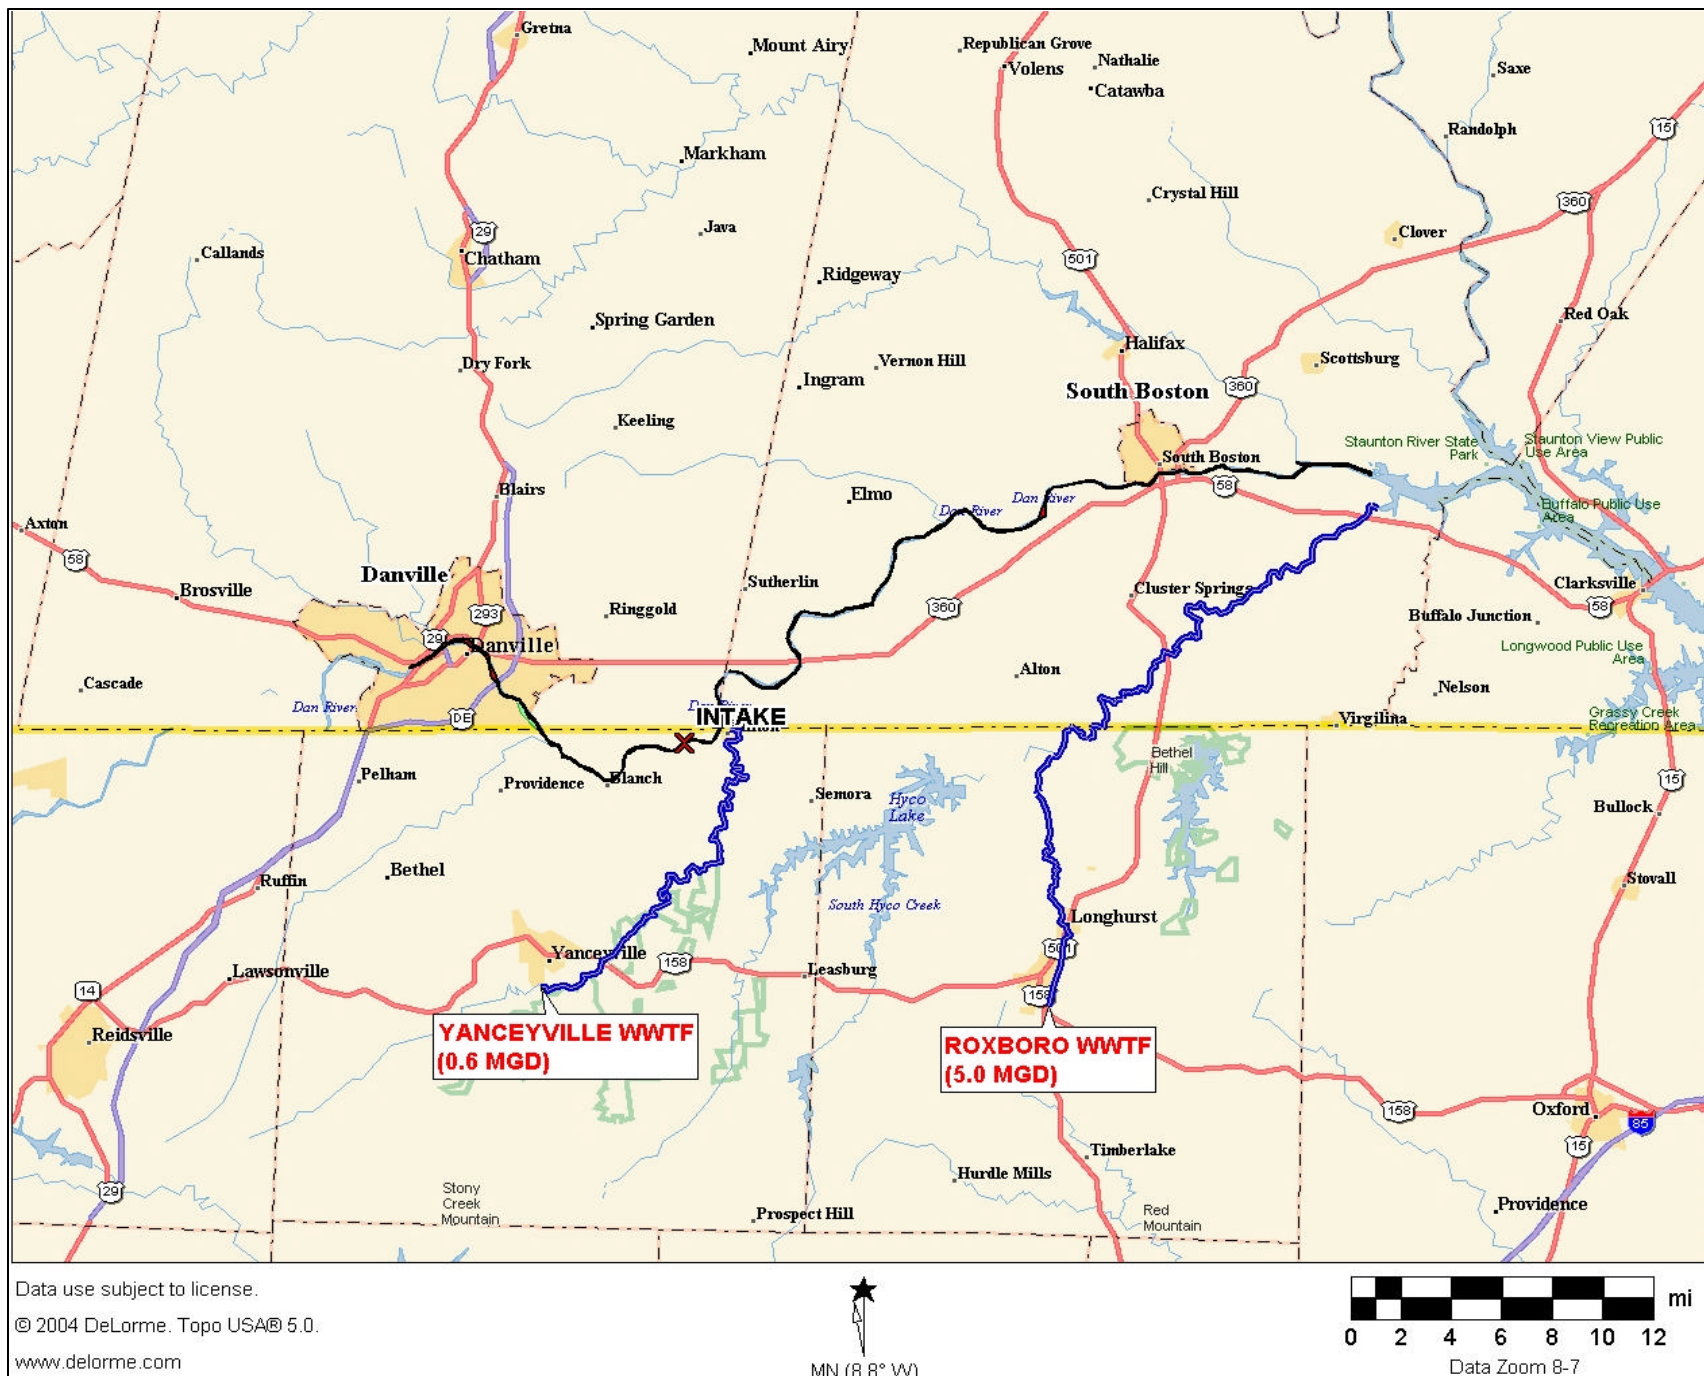 Gretna
Mount Airy
Republican Grove
Volens
Nathalie
Catawba
Saxe
Randolph
15
Markham
Crystal Hill
360
Java
Clover
29
Callands
Chatham
501
Ridgeway
Spring Garden
Red Oak
Halifax
Dry Fork
Vernon Hill
Scottsburg
Ingram
360
South Boston
Keeling
Staunton River State
Park
Staunton View Public
Use Area
South Boston
58
Blairs
Elmo
Dan River
Dan River
Buffalo Public Use
Area
Axton
58
Danville
Sutherlin
Clarksville
Brosville
Cluster Springs
58
293
Ringgold
360
Buffalo Junction
29
Danville
Longwood Public Use
Area
Cascade
Alton
Nelson
Dan River
DE
INTAKE
Virgilina
Grassy Creek
Recreation Area
Bethel
Hill
Pelham
Providence
Blanch
Semora
Hyco
Lake
15
Bullock
Bethel
Ruffin
Stovall
South Hyco Creek
Longhurst
Yanceyville
158
501
Lawsonville
Leasburg
14
158
Reidsville
YANCEYVILLE WWTF
(0.6 MGD)
ROXBORO WWTF
(5.0 MGD)
158
Oxford
85
15
Timberlake
Hurdle Mills
29
Stony
Creek
Mountain
Prospect Hill
Red
Mountain
Providence
Data use subject to license.
© 2004 DeLorme. Topo USA® 5.0.
www.delorme.com
MN (8.8° W)
mi
0 2 4 6 8 10 12
Data Zoom 8-7